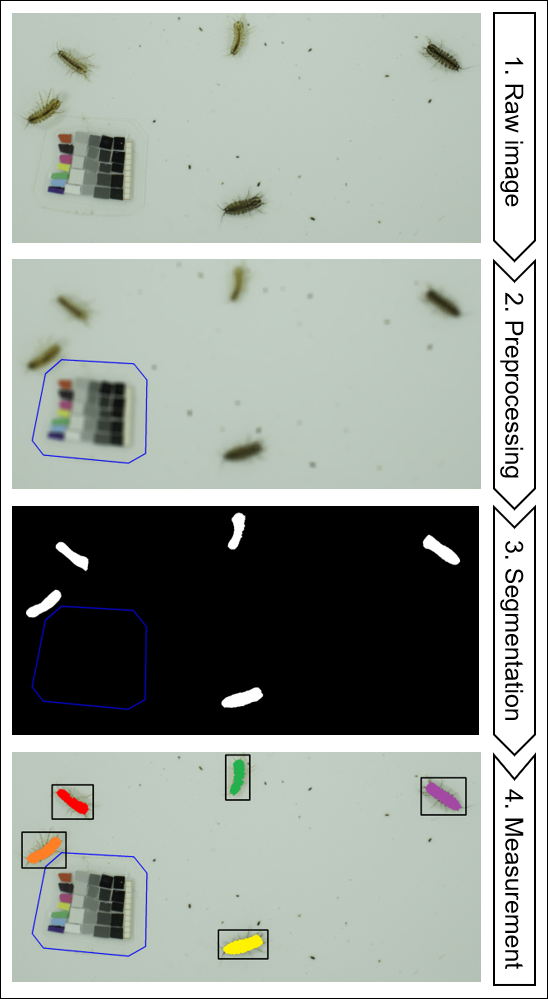 1. Raw image
2. Preprocessing
3. Segmentation
4. Measurement